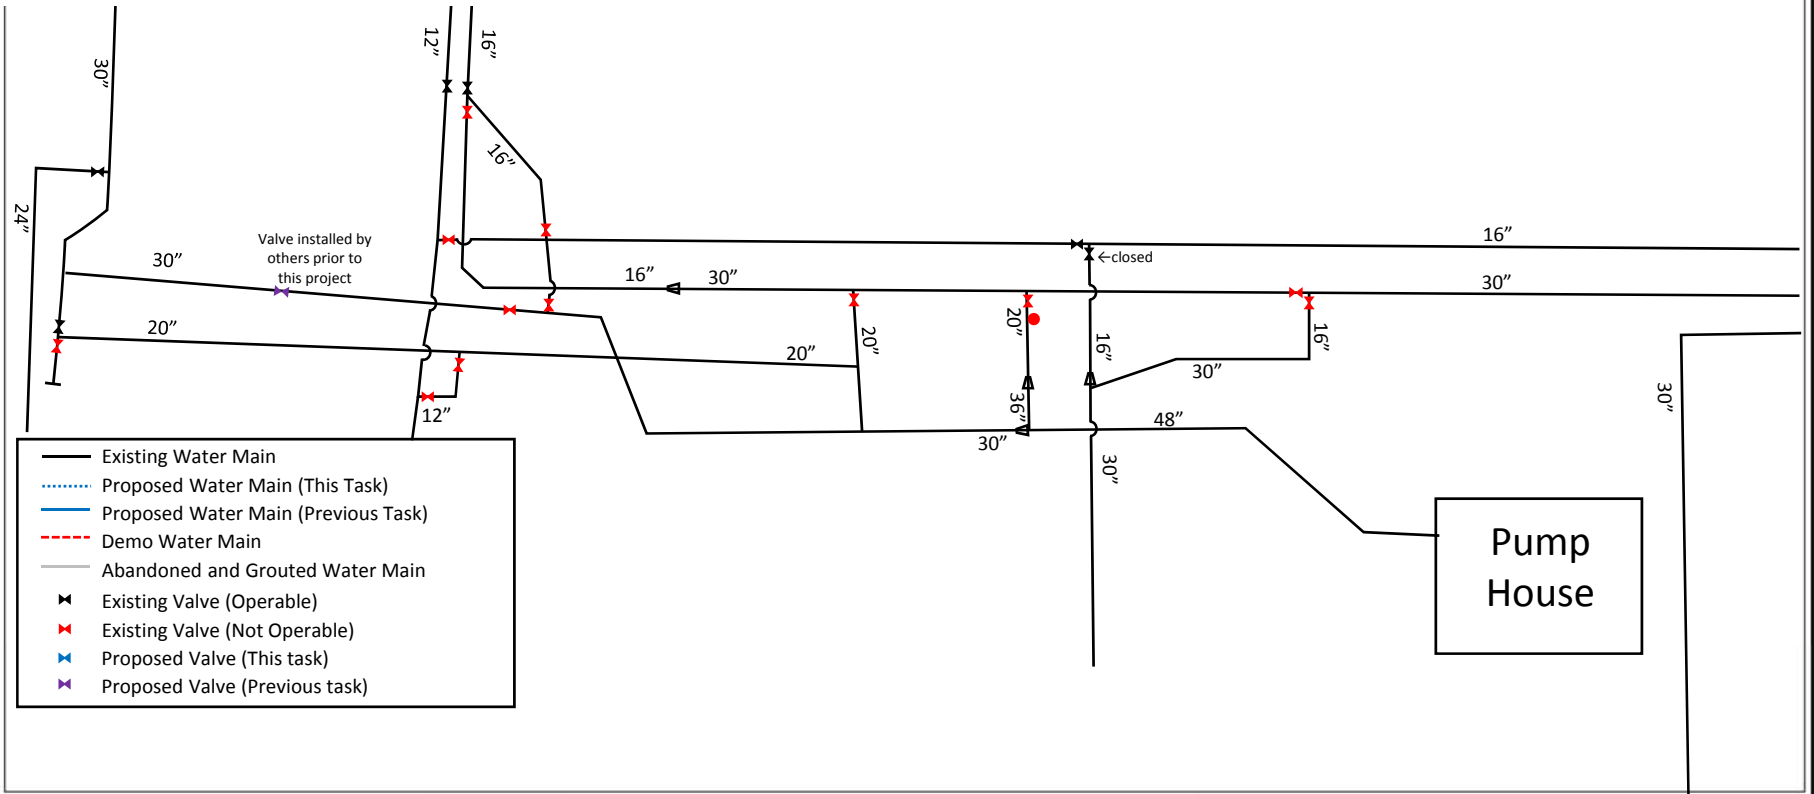 12”
16”
30”
16”
24”
Valve installed by
others prior to
this project
30”
16”
←closed
16”
30”
30”
20”
20”
20”
20”
16”
16”
30”
30”
12”
36”
48”
30”
30”
Existing Water Main
Proposed Water Main (This Task)
Proposed Water Main (Previous Task)
Demo Water Main
Abandoned and Grouted Water Main
Existing Valve (Operable)
Existing Valve (Not Operable)
Proposed Valve (This task)
Proposed Valve (Previous task)
Pump
House